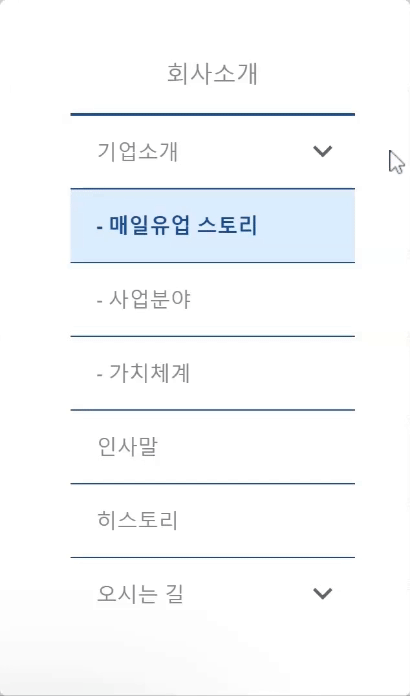 회사소개
기업소개
- 매일유업 스토리
- 사업분야
- 가치체계
인사말
히스토리
오시는 길